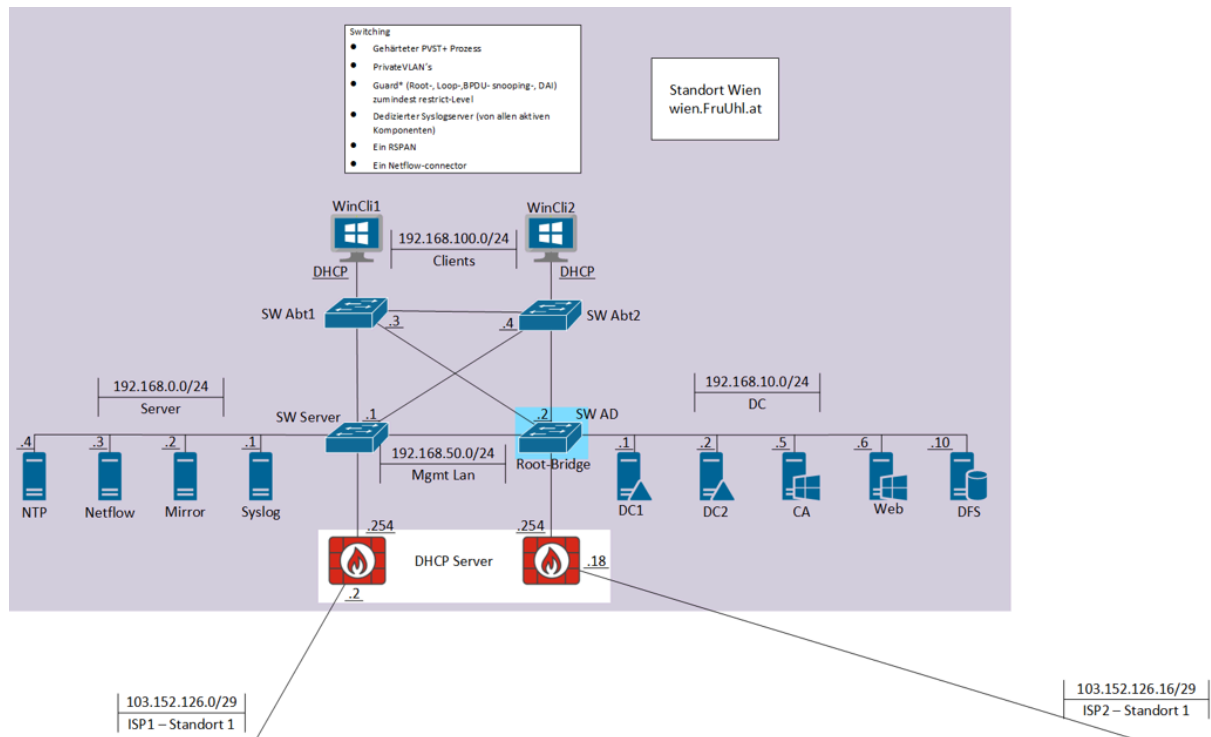 Switching
● Gehärteter PVST+ Prozess
● PrivateVLAN´s
● Guard* (Root-, Loop-,BPDU- snooping-, DAI)
zumindest restrict-Level
● Dedizierter Syslogserver (von allen aktiven
Komponenten)
● Ein RSPAN
● Ein Netflow-connector
Standort Wien
wien.FruUhl.at
WinCli1
WinCli2
192.168.100.0/24
Clients
DHCP
DHCP
SW Abt1
.3
.4
SW Abt2
192.168.0.0/24
Server
192.168.10.0/24
DC
SW Server
.1
.2
SW AD
.4
.3
.2
.1
192.168.50.0/24
Mgmt Lan
Root-Bridge
.1
.2
.5
.6
.10
NTP
Netflow
Mirror
Syslog
DC1
DC2
CA
Web
DFS
.254
.254
DHCP Server
.2
.18
103.152.126.0/29
ISP1 – Standort 1
103.152.126.16/29
ISP2 – Standort 1